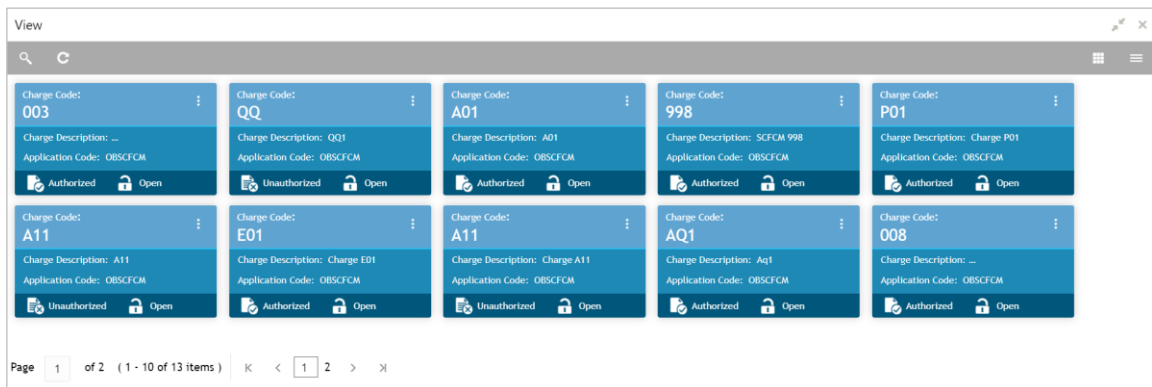 View
Charge Code:
003
Charge Description: ...
Application Code: OBSCFCM
Authorized Open
Charge Code:
QQ
Charge Description: QQ1
Application Code: OBSCFCM
Unauthorized Open
Charge Code:
A01
Charge Description: A01
Application Code: OBSCFCM
Authorized Open
Charge Code:
998
Charge Description: SCFCM 998
Application Code: OBSCFCM
Authorized Open
Charge Code:
P01
Charge Description: Charge P01
Application Code: OBSCFCM
Authorized Open
Charge Code:
A11
Charge Description: A11
Application Code: OBSCFCM
Unauthorized Open
Charge Code:
E01
Charge Description: Charge E01
Application Code: OBSCFCM
Authorized Open
Charge Code:
A11
Charge Description: Charge A11
Application Code: OBSCFCM
Unauthorized Open
Charge Code:
AQ1
Charge Description: Aq1
Application Code: OBSCFCM
Authorized Open
Charge Code:
008
Charge Description: ...
Application Code: OBSCFCM
Authorized Open
Page 1 of 2 ( 1 - 10 of 13 items ) 1 2